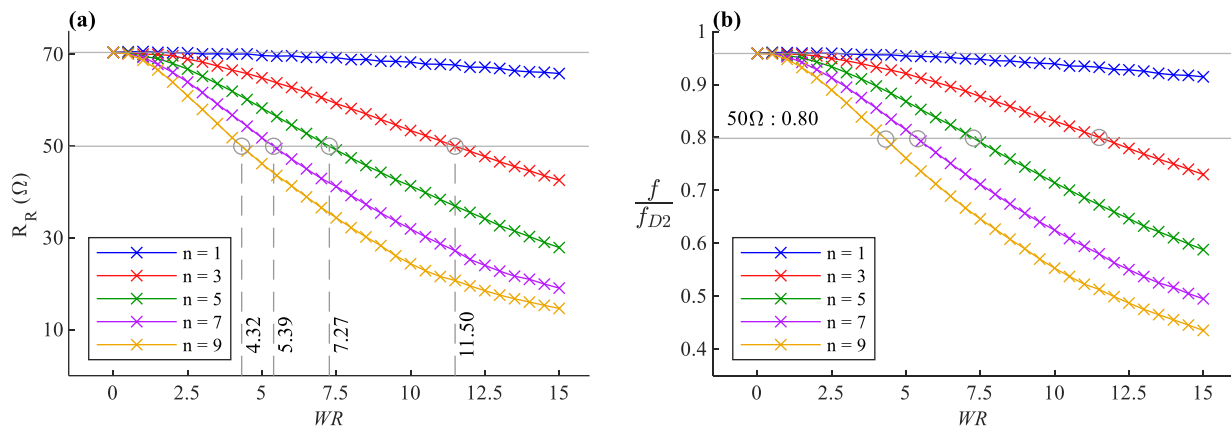 (a)
70
50
30
10
R_R (Ω)
n = 1
n = 3
n = 5
n = 7
n = 9
4.32
5.39
7.27
11.50
0
2.5
5
7.5
10
12.5
15
WR
(b)
1
0.9
0.8
0.7
0.6
0.5
0.4
f
f_{D2}
50Ω : 0.80
n = 1
n = 3
n = 5
n = 7
n = 9
0
2.5
5
7.5
10
12.5
15
WR